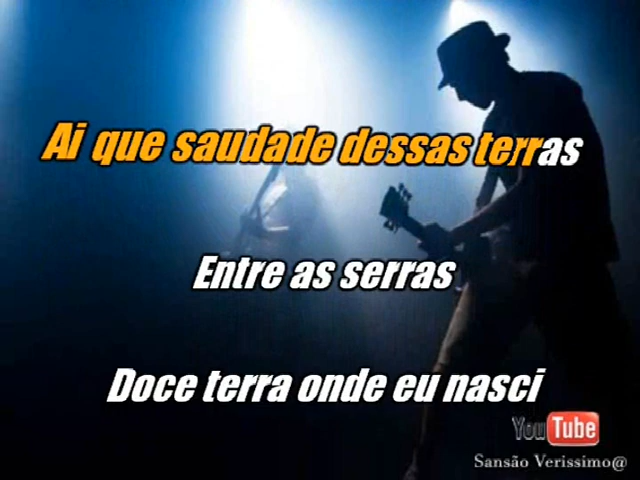 Ai que saudade dessas terras
Entre as serras
Doce terra onde eu nasci
YouTube
Sansão Verissimo@